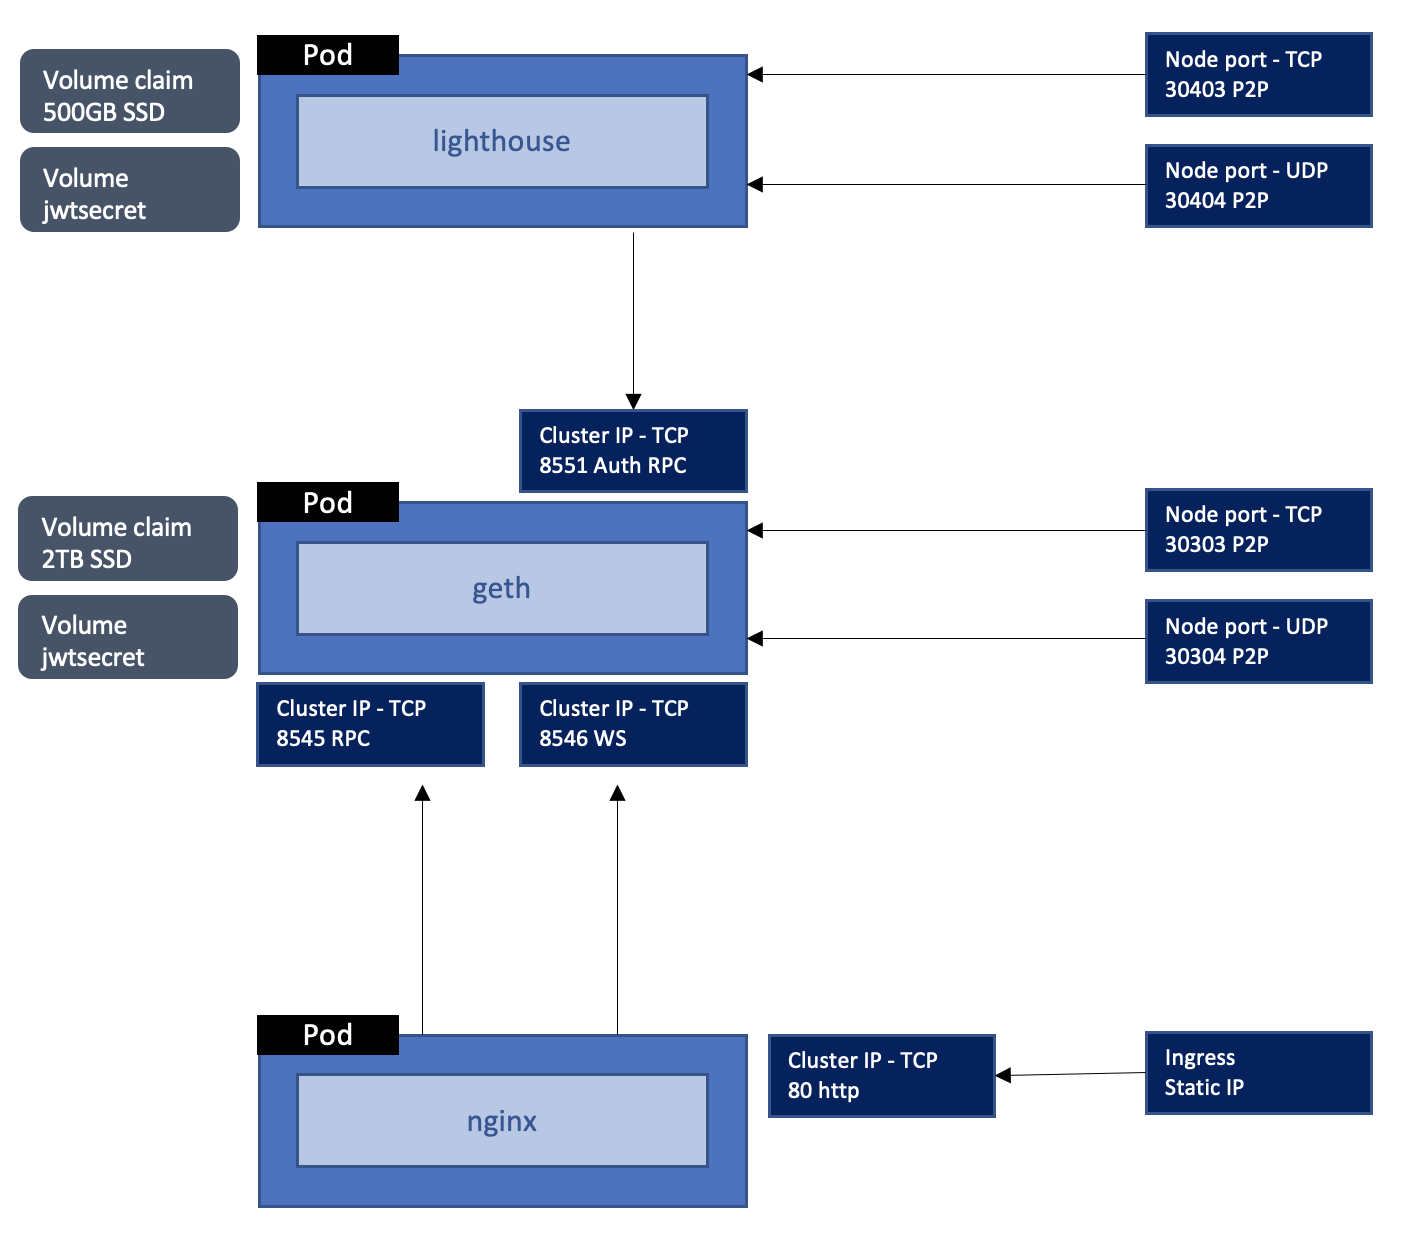 Pod
Volume claim
500GB SSD
Volume
jwtsecret
lighthouse
Node port - TCP
30403 P2P
Node port - UDP
30404 P2P
Cluster IP - TCP
8551 Auth RPC
Pod
Volume claim
2TB SSD
Volume
jwtsecret
geth
Node port - TCP
30303 P2P
Node port - UDP
30304 P2P
Cluster IP - TCP
8545 RPC
Cluster IP - TCP
8546 WS
Pod
nginx
Cluster IP - TCP
80 http
Ingress
Static IP